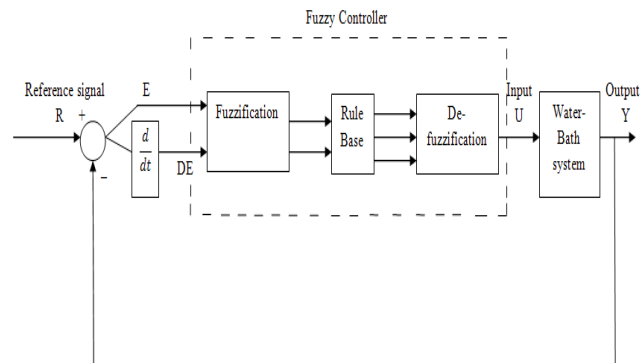 Fuzzy Controller
Reference signal
R
+
−
E
d
dt
DE
Fuzzification
Rule
Base
De-
fuzzification
Input
U
Water-
Bath
system
Output
Y